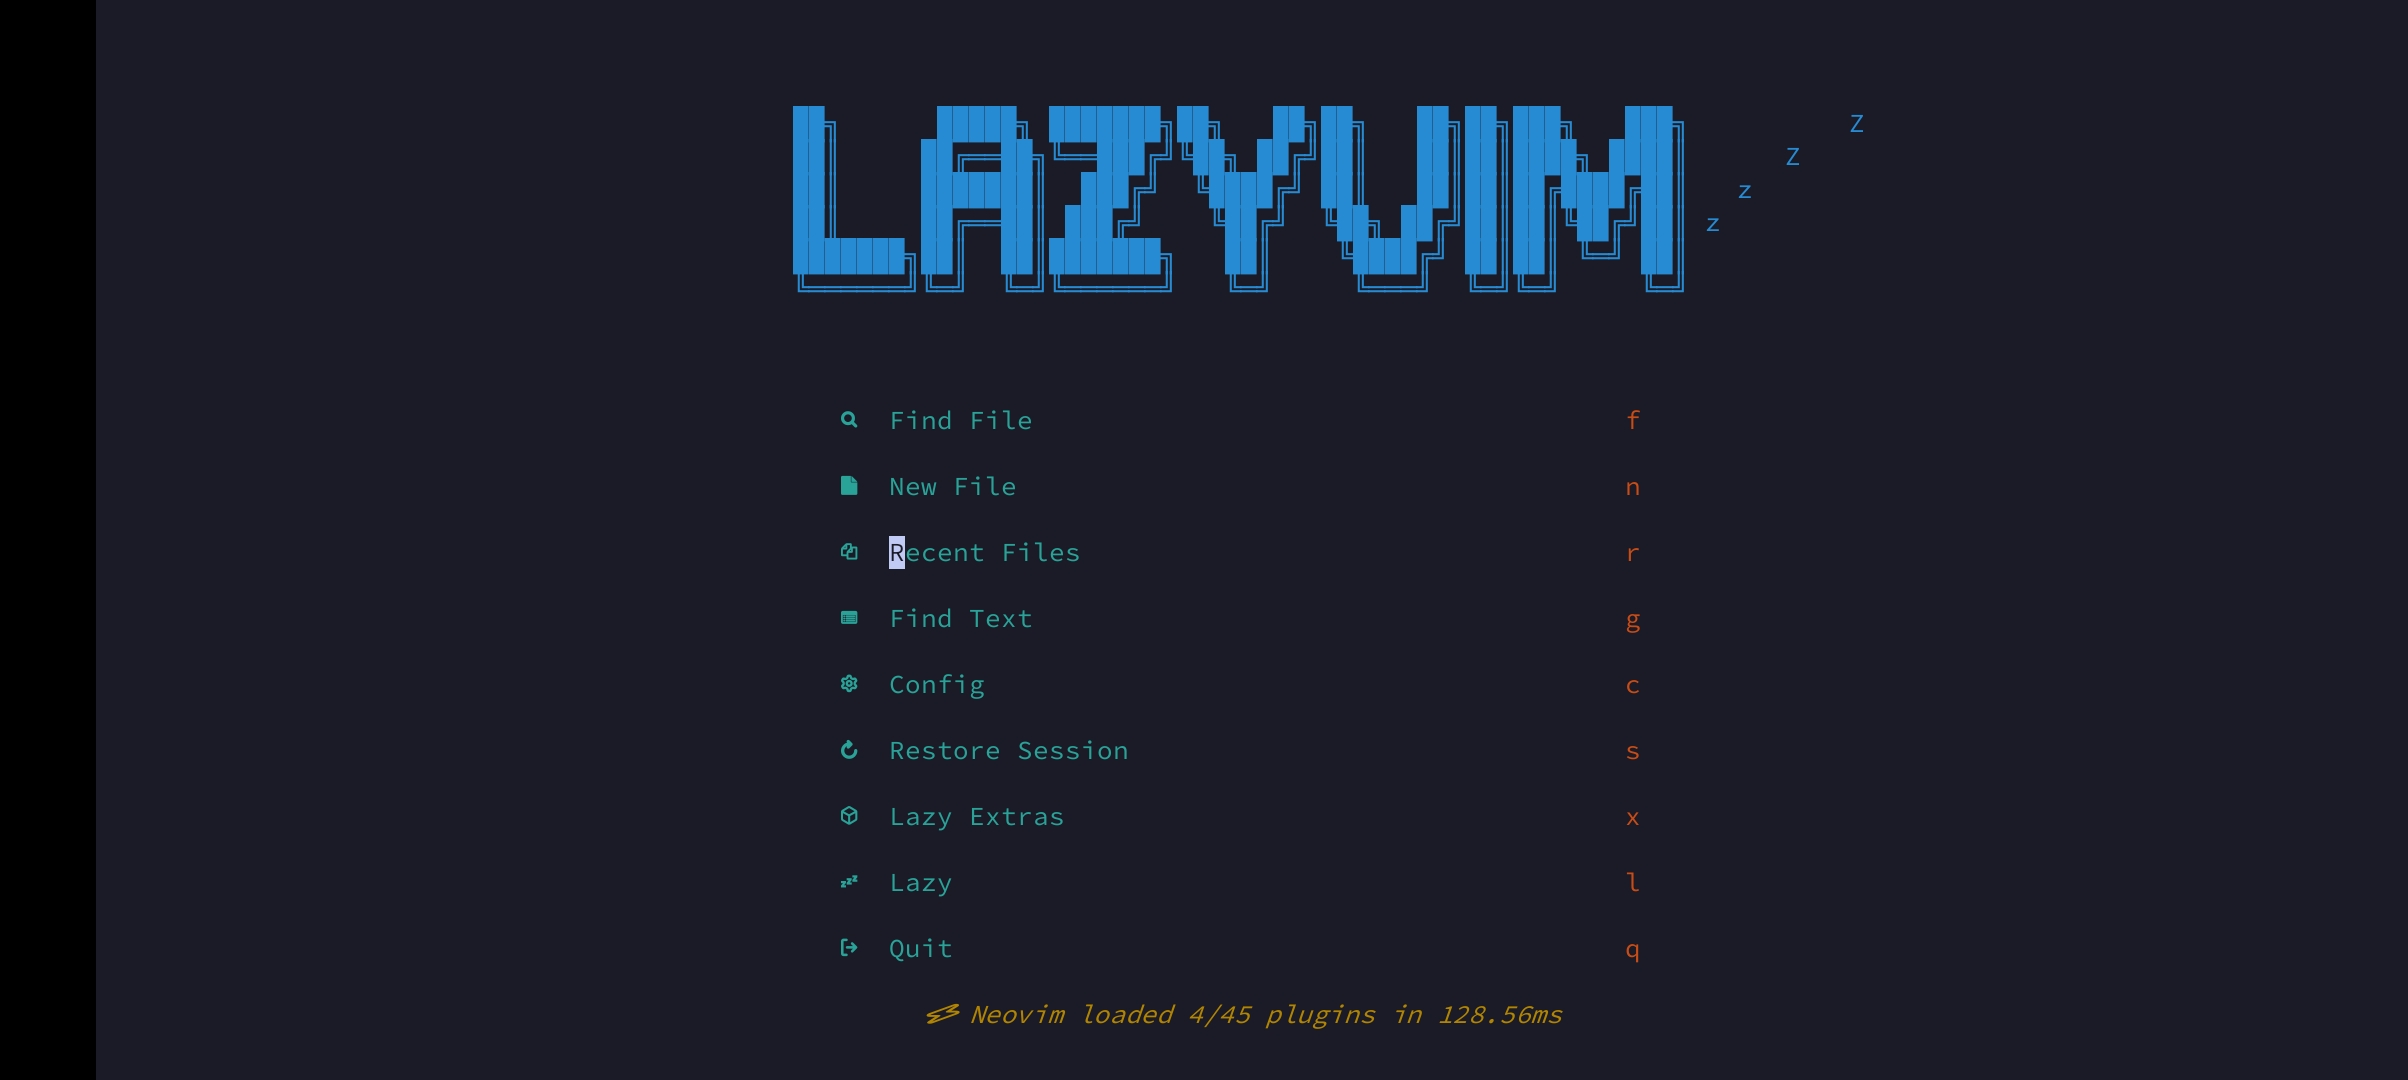 LAZYVIM
Z
Z
z
z
Find File f
New File n
Recent Files r
Find Text g
Config c
Restore Session s
Lazy Extras x
Lazy l
Quit q
Neovim loaded 4/45 plugins in 128.56ms